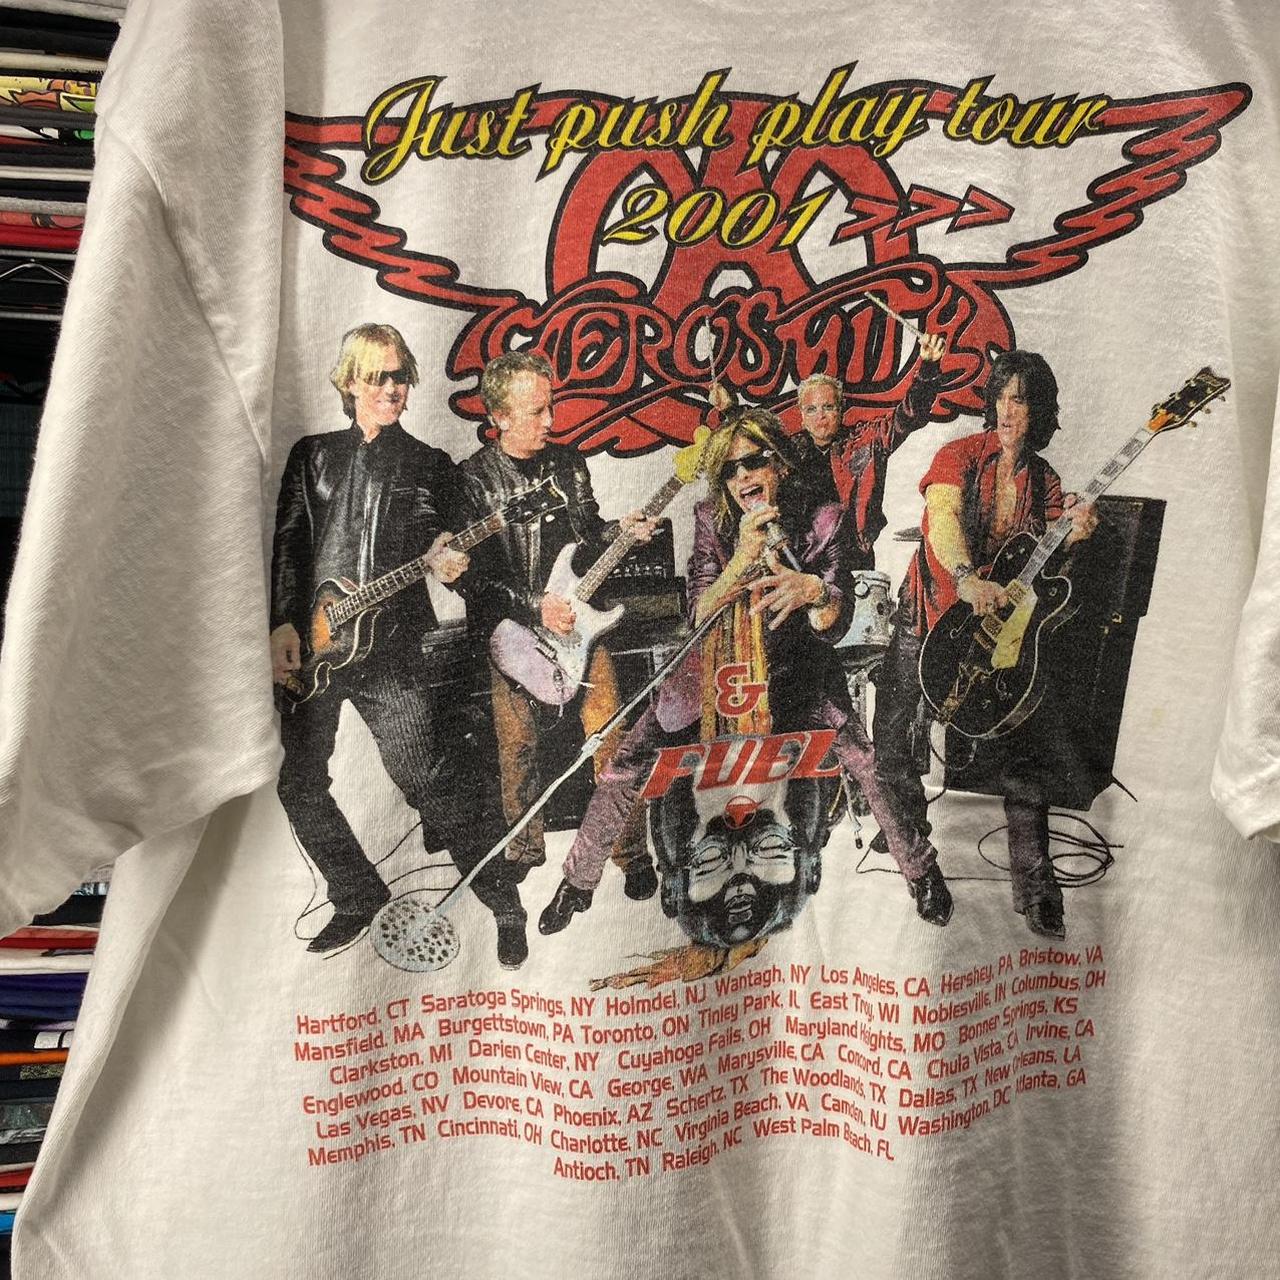 Just push play tour
2001 >>>
AEROSMITH
&
FUEL
Hartford, CT Saratoga Springs, NY Holmdel, NJ Wantagh, NY Los Angeles, CA Hershey, PA Bristow, VA
Mansfield, MA Burgettstown, PA Toronto, ON Tinley Park, IL East Troy, WI Noblesville, IN Columbus, OH
Clarkston, MI Darien Center, NY Cuyahoga Falls, OH Maryland Heights, MO Bonner Springs, KS
Englewood, CO Mountain View, CA George, WA Marysville, CA Concord, CA Chula Vista, CA Irvine, CA
Las Vegas, NV Devore, CA Phoenix, AZ Schertz, TX The Woodlands, TX Dallas, TX New Orleans, LA
Memphis, TN Cincinnati, OH Charlotte, NC Virginia Beach, VA Camden, NJ Washington, DC Atlanta, GA
Antioch, TN Raleigh, NC West Palm Beach, FL